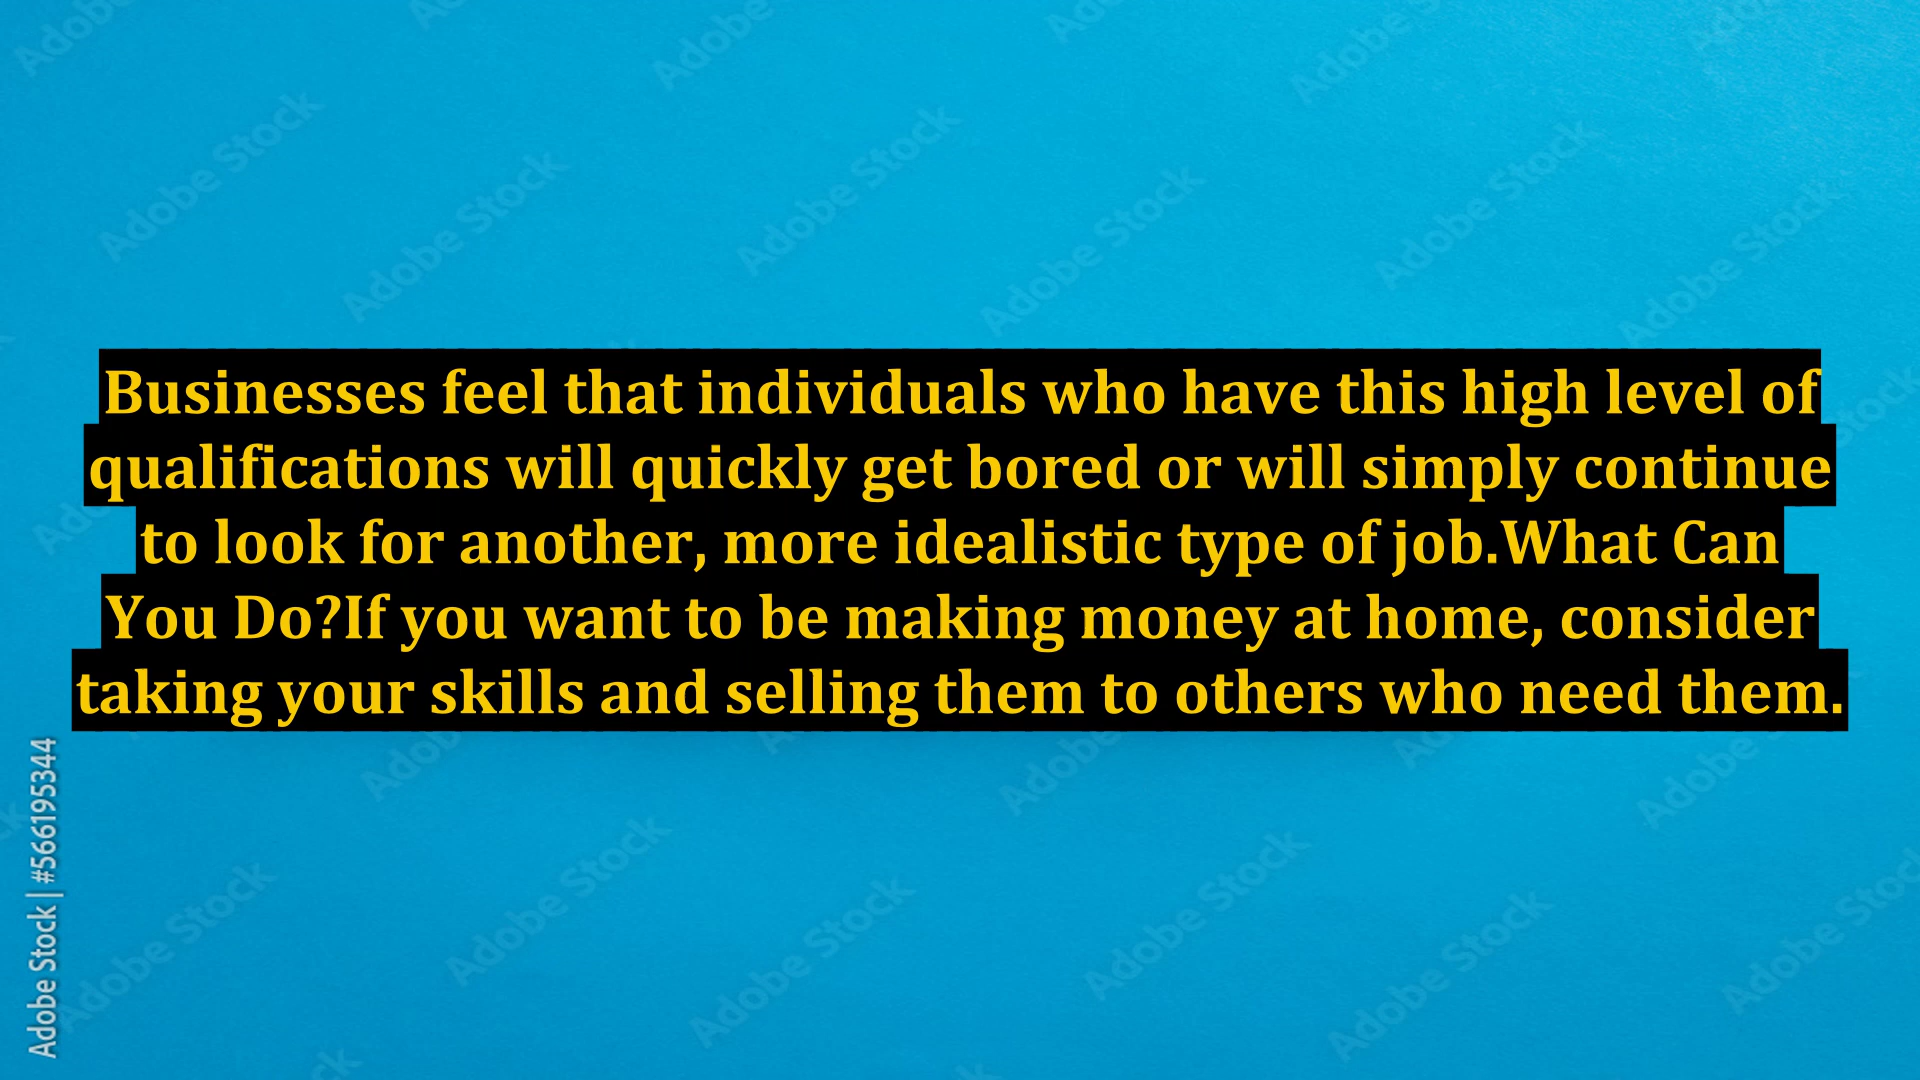 Businesses feel that individuals who have this high level of
qualifications will quickly get bored or will simply continue
to look for another, more idealistic type of job.What Can
You Do?If you want to be making money at home, consider
taking your skills and selling them to others who need them.
Adobe Stock | #566195344